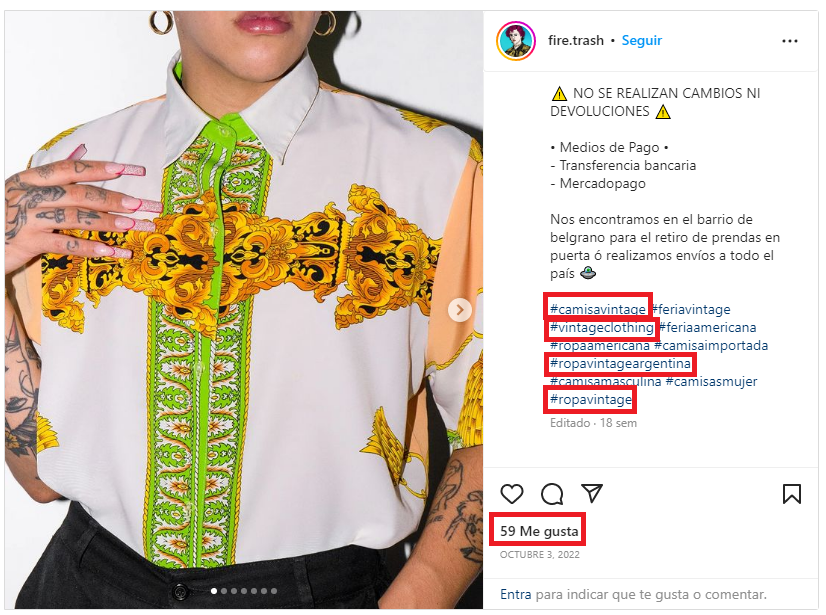 fire.trash • Seguir
⚠ NO SE REALIZAN CAMBIOS NI
DEVOLUCIONES ⚠
• Medios de Pago •
- Transferencia bancaria
- Mercadopago
Nos encontramos en el barrio de
belgrano para el retiro de prendas en
puerta ó realizamos envíos a todo el
país 🛸
#camisavintage #feriavintage
#vintageclothing #feriaamericana
#ropaamericana #camisaimportada
#ropavintageargentina
#camisamasculina #camisasmujer
#ropavintage
Editado · 18 sem
59 Me gusta
OCTUBRE 3, 2022
Entra para indicar que te gusta o comentar.